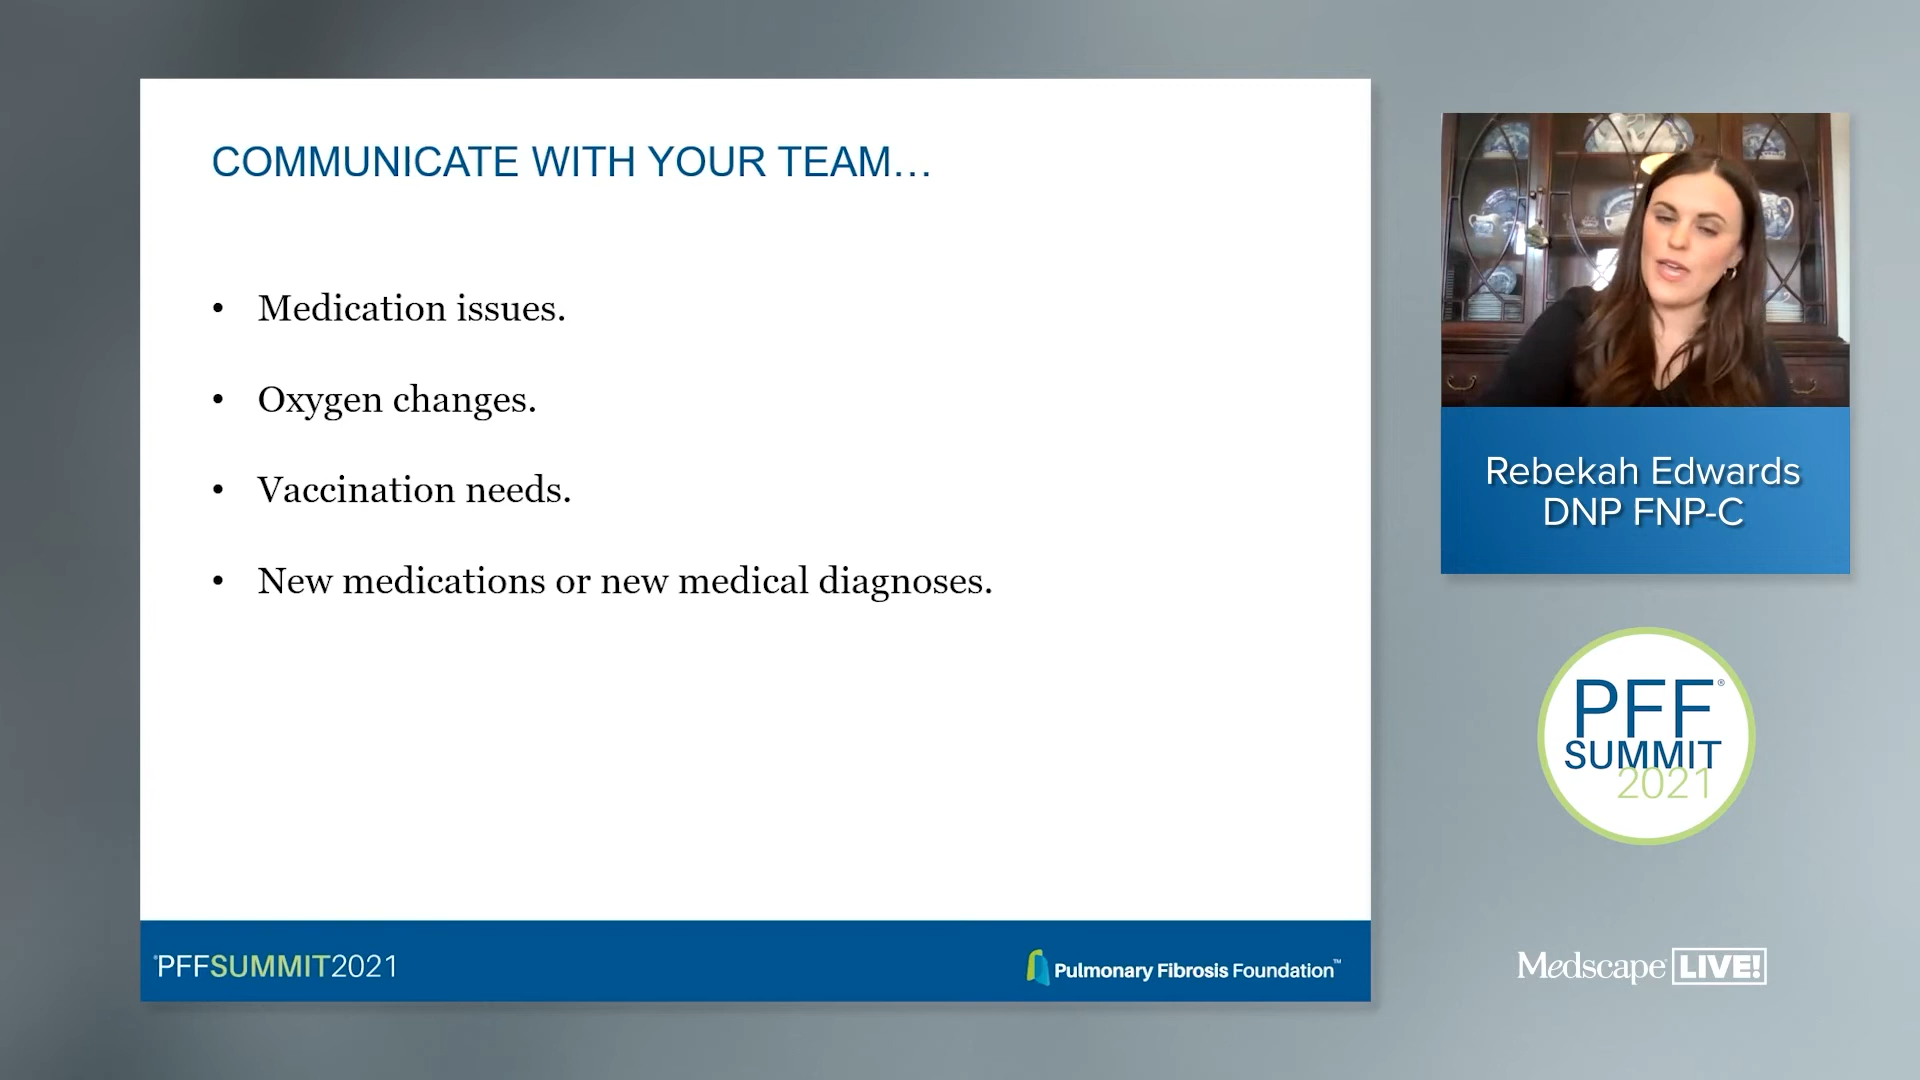 COMMUNICATE WITH YOUR TEAM…
• Medication issues.
• Oxygen changes.
• Vaccination needs.
• New medications or new medical diagnoses.
PFFSUMMIT2021
Pulmonary Fibrosis Foundation™
Rebekah Edwards
DNP FNP-C
PFF®
SUMMIT
2021
Medscape® LIVE!